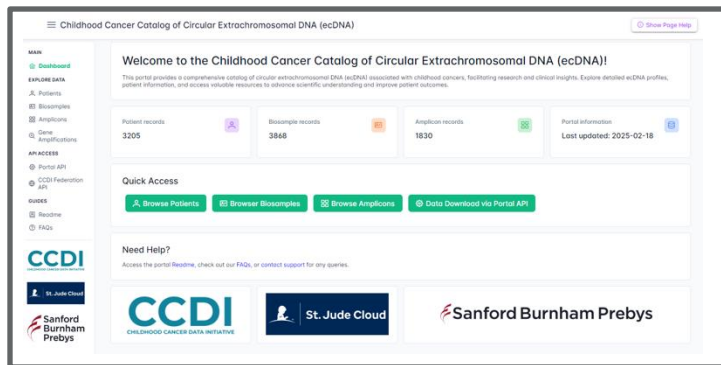 Childhood Cancer Catalog of Circular Extrachromosomal DNA (ecDNA)
Show Page Help
MAIN
Dashboard
EXPLORE DATA
Patients
Biosamples
Amplicons
Gene
Amplifications
API ACCESS
Portal API
CCDI Federation
API
GUIDES
Readme
FAQs
CCDI
CHILDHOOD CANCER DATA INITIATIVE
St. Jude Cloud
Sanford
Burnham
Prebys
Welcome to the Childhood Cancer Catalog of Circular Extrachromosomal DNA (ecDNA)!
This portal provides a comprehensive catalog of circular extrachromosomal DNA (ecDNA) associated with childhood cancers, facilitating research and clinical insights. Explore detailed ecDNA profiles,
patient information, and access valuable resources to advance scientific understanding and improve patient outcomes.
Patient records
3205
Biosample records
3868
Amplicon records
1830
Portal information
Last updated: 2025-02-18
Quick Access
Browse Patients
Browser Biosamples
Browse Amplicons
Data Download via Portal API
Need Help?
Access the portal Readme, check out our FAQs, or contact support for any queries.
CCDI
CHILDHOOD CANCER DATA INITIATIVE
St. Jude Cloud
Sanford Burnham Prebys